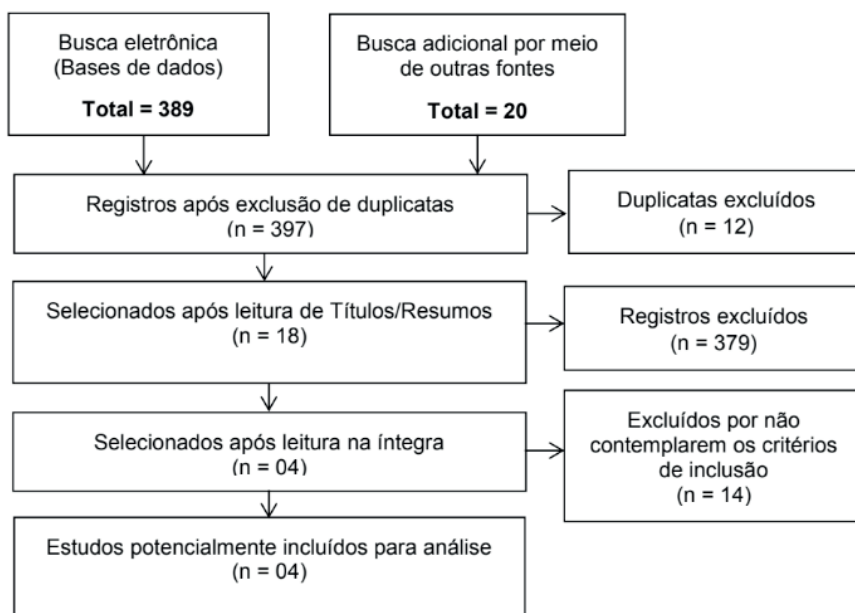 Busca eletrônica
(Bases de dados)
Total = 389
Busca adicional por meio
de outras fontes
Total = 20
Registros após exclusão de duplicatas
(n = 397)
Duplicatas excluídos
(n = 12)
Selecionados após leitura de Títulos/Resumos
(n = 18)
Registros excluídos
(n = 379)
Selecionados após leitura na íntegra
(n = 04)
Excluídos por não
contemplarem os critérios
de inclusão
(n = 14)
Estudos potencialmente incluídos para análise
(n = 04)